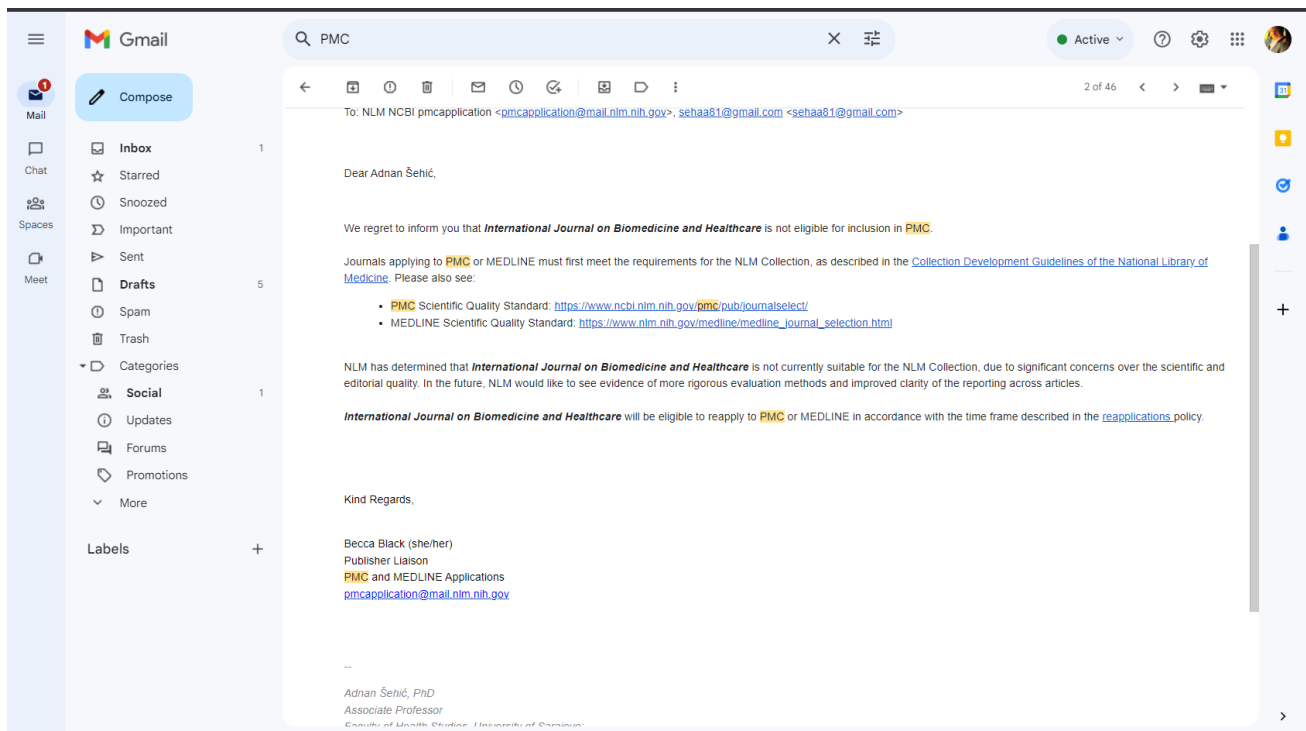 Gmail
PMC
Active
1
Mail
Chat
Spaces
Meet
Compose
Inbox 1
Starred
Snoozed
Important
Sent
Drafts 5
Spam
Trash
Categories
Social 1
Updates
Forums
Promotions
More
Labels
2 of 46
31
To: NLM NCBI pmcapplication <pmcapplication@mail.nlm.nih.gov>, sehaa81@gmail.com <sehaa81@gmail.com>
Dear Adnan Šehić,
We regret to inform you that International Journal on Biomedicine and Healthcare is not eligible for inclusion in PMC.
Journals applying to PMC or MEDLINE must first meet the requirements for the NLM Collection, as described in the Collection Development Guidelines of the National Library of
Medicine. Please also see:
• PMC Scientific Quality Standard: https://www.ncbi.nlm.nih.gov/pmc/pub/journalselect/
• MEDLINE Scientific Quality Standard: https://www.nlm.nih.gov/medline/medline_journal_selection.html
NLM has determined that International Journal on Biomedicine and Healthcare is not currently suitable for the NLM Collection, due to significant concerns over the scientific and
editorial quality. In the future, NLM would like to see evidence of more rigorous evaluation methods and improved clarity of the reporting across articles.
International Journal on Biomedicine and Healthcare will be eligible to reapply to PMC or MEDLINE in accordance with the time frame described in the reapplications policy.
Kind Regards,
Becca Black (she/her)
Publisher Liaison
PMC and MEDLINE Applications
pmcapplication@mail.nlm.nih.gov
--
Adnan Šehić, PhD
Associate Professor
Faculty of Health Studies, University of Sarajevo;